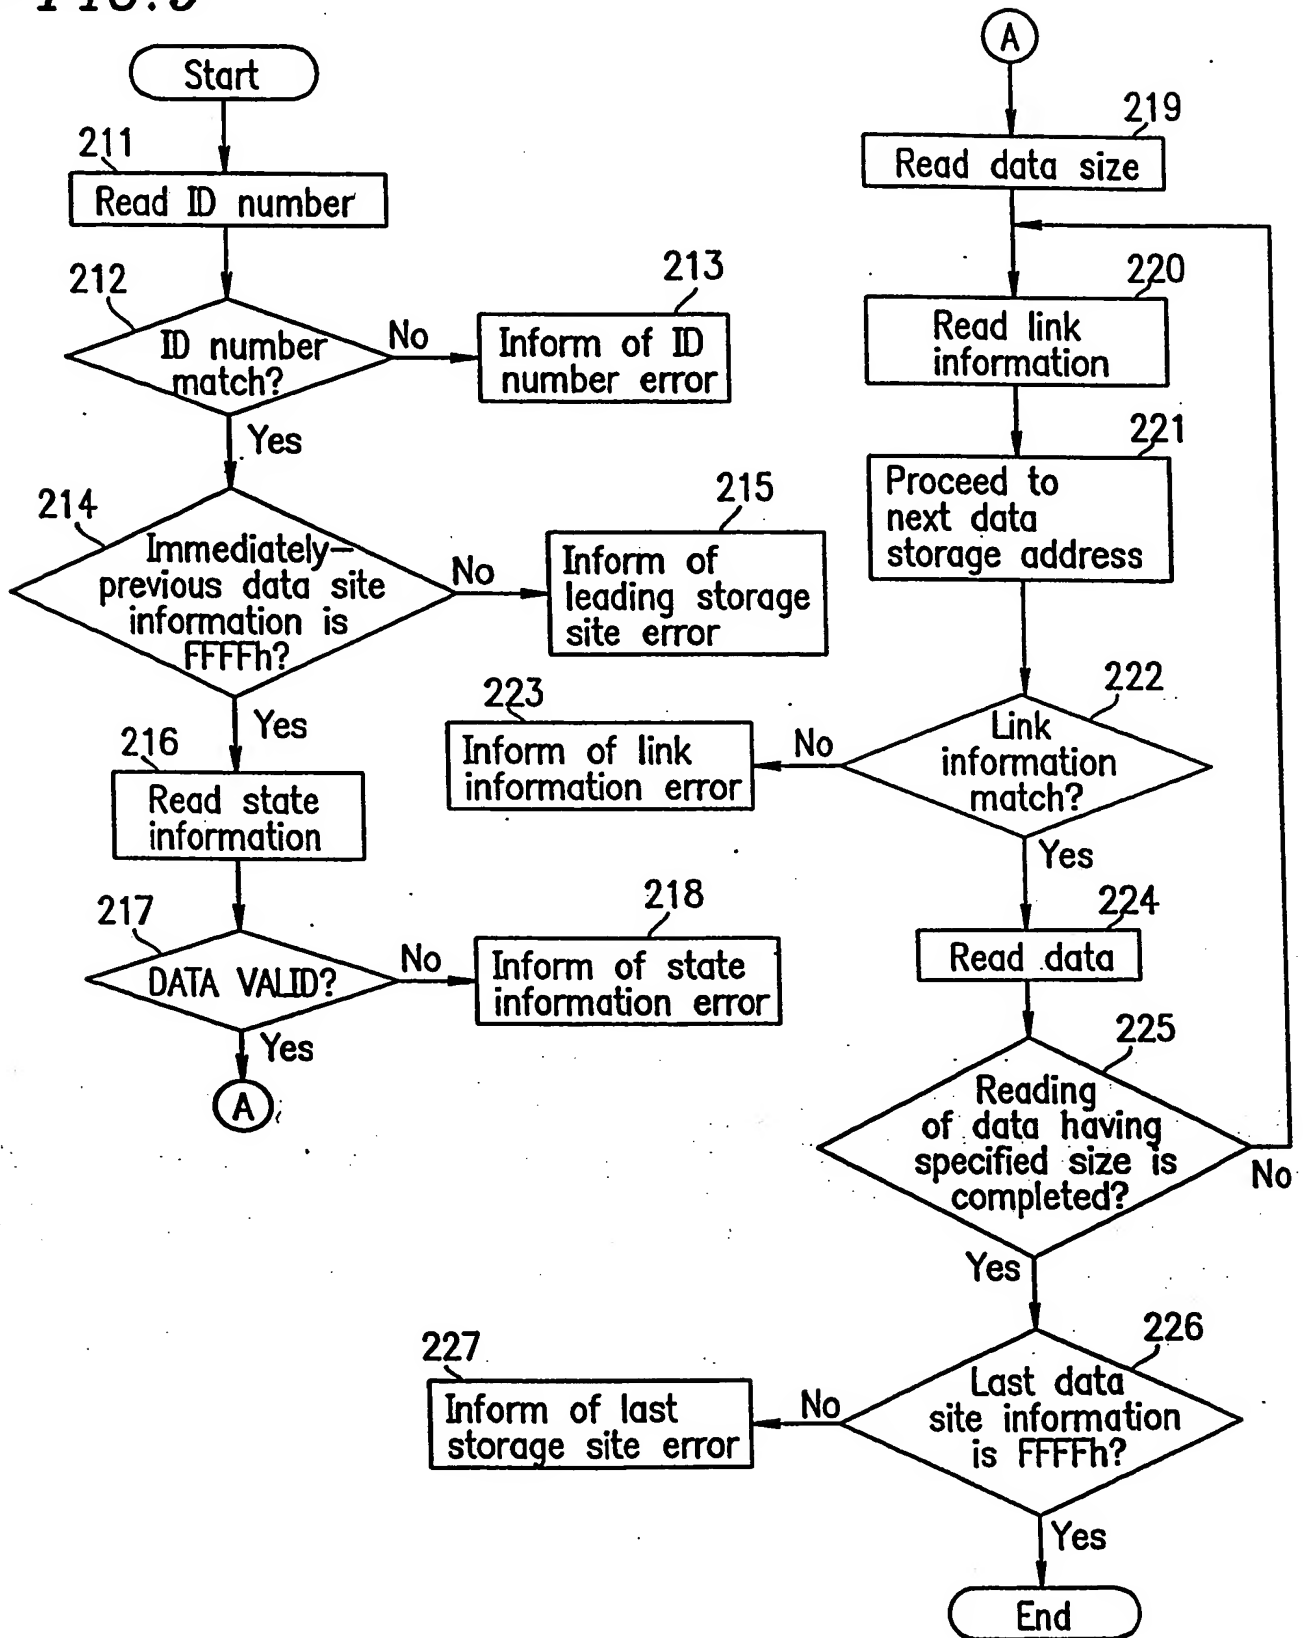 Start
211
Read ID number
212
ID number
match?
No
213
Inform of ID
number error
Yes
214
Immediately-
previous data site
information is
FFFFh?
No
215
Inform of
leading storage
site error
Yes
216
Read state
information
217
DATA VALID?
No
218
Inform of state
information error
Yes
A
A
219
Read data size
220
Read link
information
221
Proceed to
next data
storage address
222
Link
information
match?
No
223
Inform of link
information error
Yes
224
Read data
225
Reading
of data having
specified size is
completed?
No
Yes
226
Last data
site information
is FFFFh?
No
227
Inform of last
storage site error
Yes
End